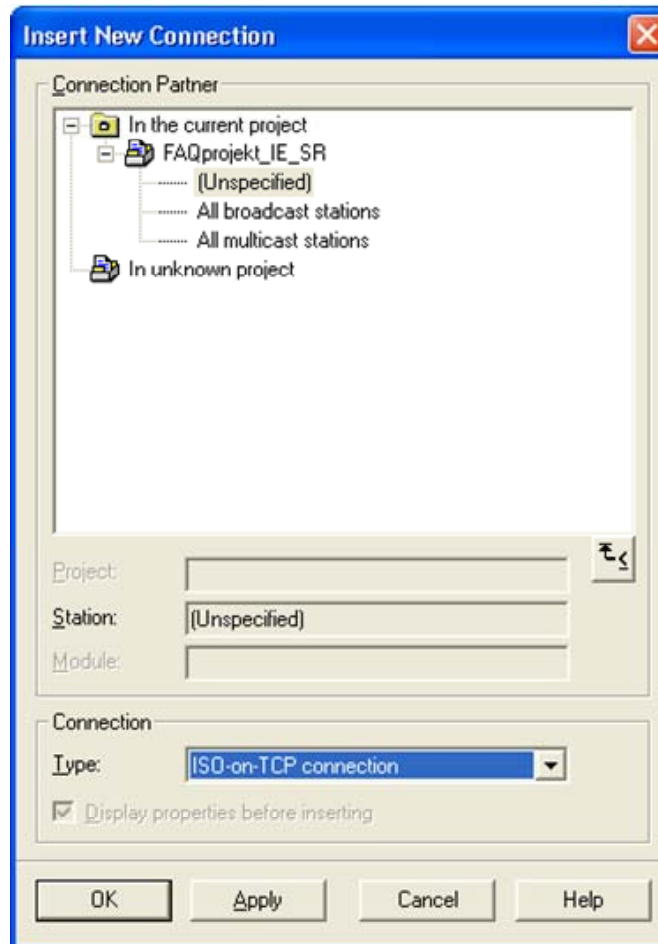 Insert New Connection
Connection Partner
In the current project
FAQprojekt_IE_SR
(Unspecified)
All broadcast stations
All multicast stations
In unknown project
Project:
Station: (Unspecified)
Module:
Connection
Type: ISO-on-TCP connection
Display properties before inserting
OK Apply Cancel Help